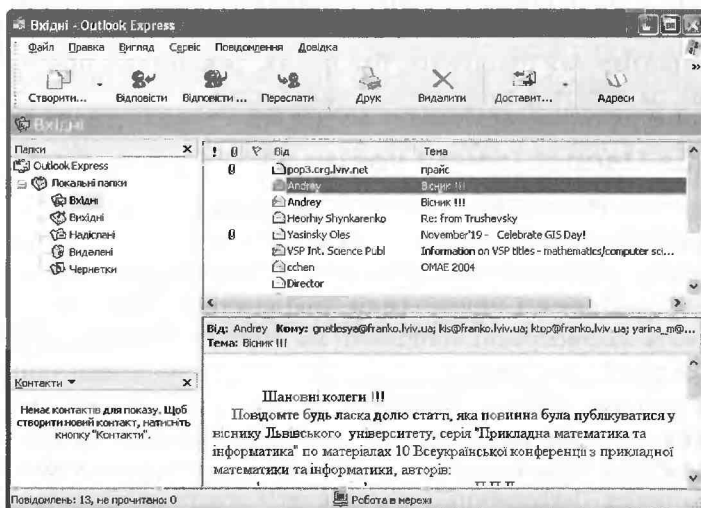 Вхідні - Outlook Express
Файл Правка Вигляд Сервіс Повідомлення Довідка
Створити... Відповісти Відповісти ... Переслати Друк Видалити Доставит... Адреси
Вхідні
Папки
Outlook Express
Локальні папки
Вхідні
Вихідні
Надіслані
Видалені
Чернетки
Від Тема
pop3.org.lviv.net прайс
Andrey Вісник !!!
Andrey Вісник !!!
Heorhiy Shynkarenko Re: from Trushevsky
Yasinsky Oles November'19 - Celebrate GIS Day!
VSP Int. Science Publ Information on VSP titles - mathematics/computer sci...
cchen OMAE 2004
Director
Від: Andrey Кому: gnatlesya@franko.lviv.ua; kis@franko.lviv.ua; ktop@franko.lviv.ua; yarina_m@...
Тема: Вісник !!!
Контакти
Немає контактів для показу. Щоб
створити новий контакт, натисніть
кнопку "Контакти".
Шановні колеги !!!
Повідомте будь ласка долю статті, яка повинна була публікуватися у
віснику Львівського університету, серія "Прикладна математика та
інформатика" по матеріалах 10 Всеукраїнської конференції з прикладної
математики та інформатики, авторів:
Повідомлень: 13, не прочитано: 0
Робота в мережі